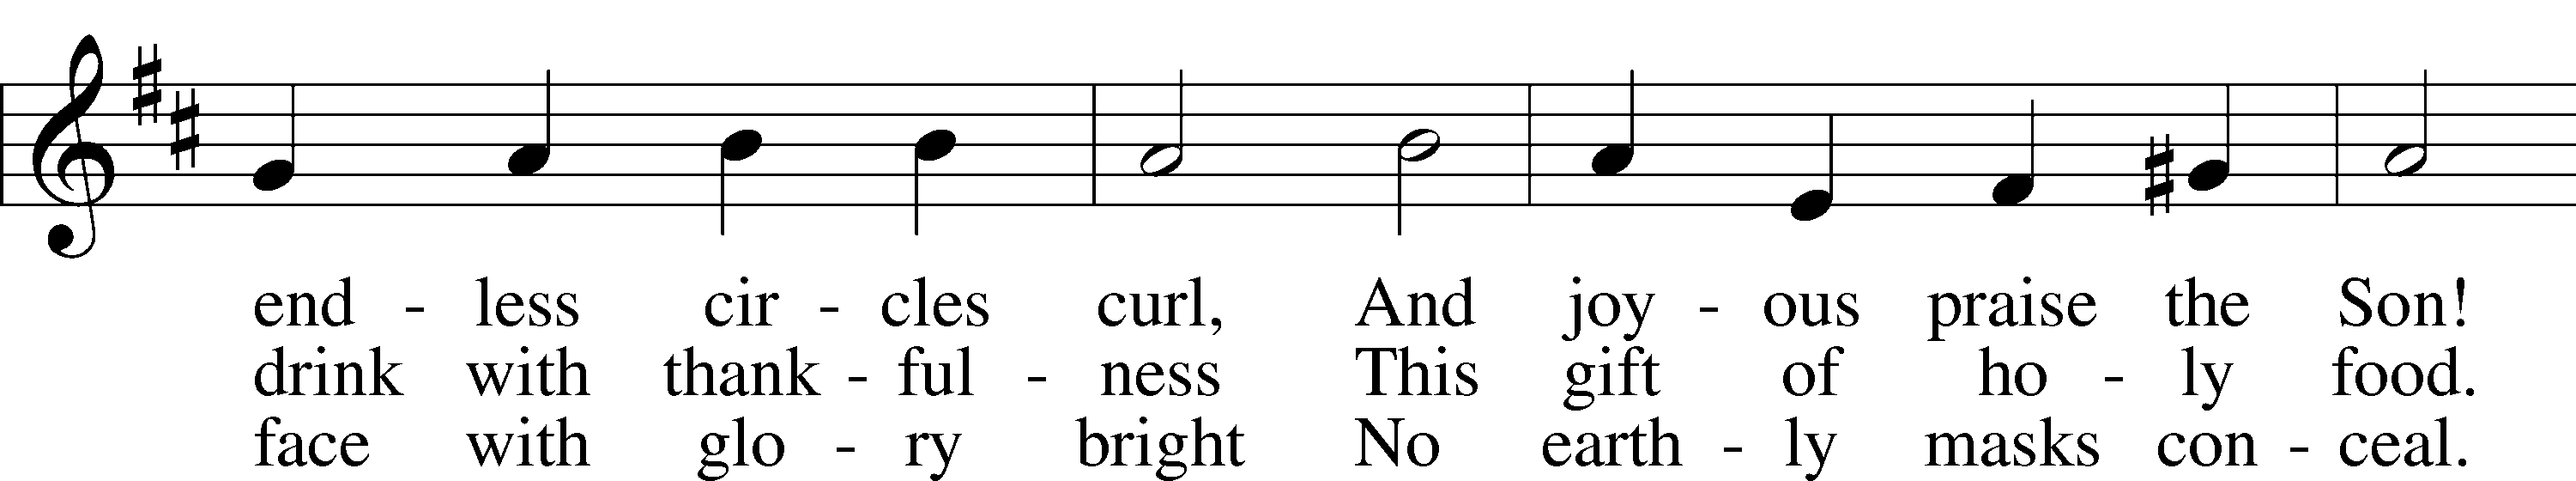 end - less cir - cles curl, And joy - ous praise the Son!
drink with thank - ful - ness This gift of ho - ly food.
face with glo - ry bright No earth - ly masks con - ceal.